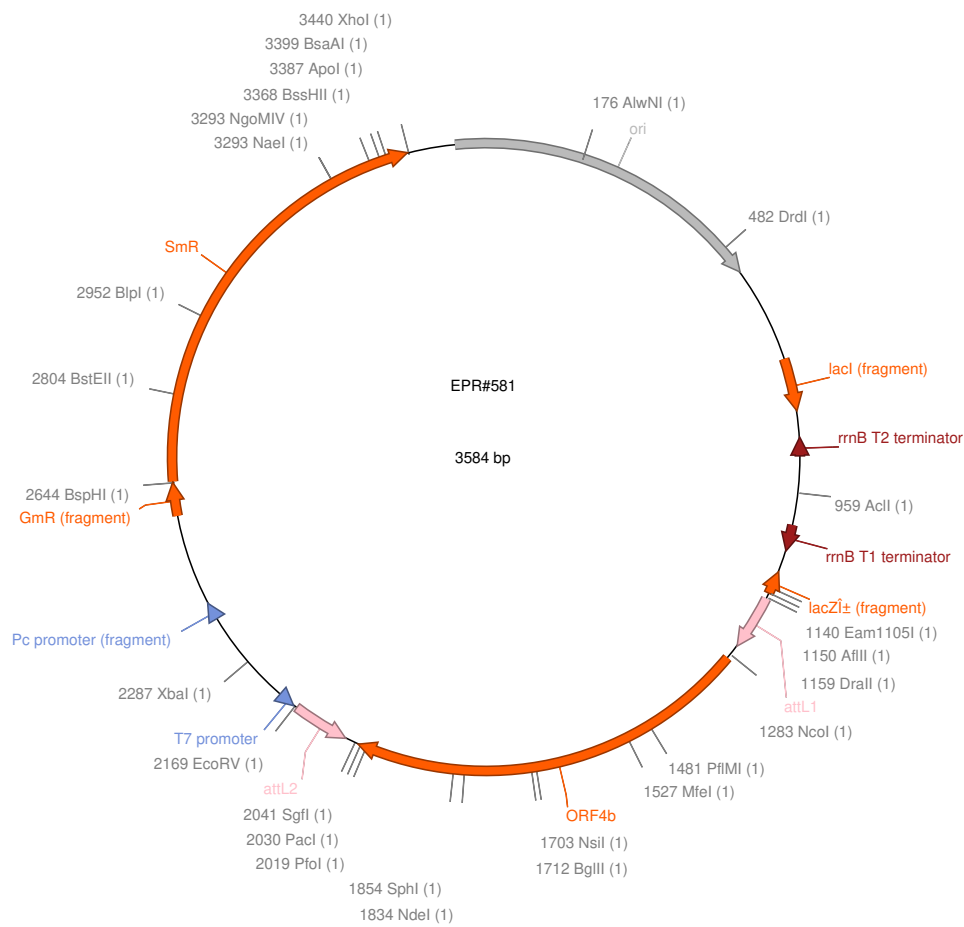 3440 XhoI (1)
3399 BsaAI (1)
3387 ApoI (1)
3368 BssHII (1)
3293 NgoMIV (1)
3293 NaeI (1)
176 AlwNI (1)
ori
482 DrdI (1)
SmR
2952 BlpI (1)
2804 BstEII (1)
EPR#581
3584 bp
lacI (fragment)
rrnB T2 terminator
959 AclI (1)
2644 BspHI (1)
GmR (fragment)
rrnB T1 terminator
lacZÎ± (fragment)
1140 Eam1105I (1)
1150 AflII (1)
1159 DraII (1)
attL1
1283 NcoI (1)
Pc promoter (fragment)
2287 XbaI (1)
T7 promoter
2169 EcoRV (1)
attL2
2041 SgfI (1)
2030 PacI (1)
2019 PfoI (1)
1481 PflMI (1)
1527 MfeI (1)
ORF4b
1703 NsiI (1)
1712 BglII (1)
1854 SphI (1)
1834 NdeI (1)